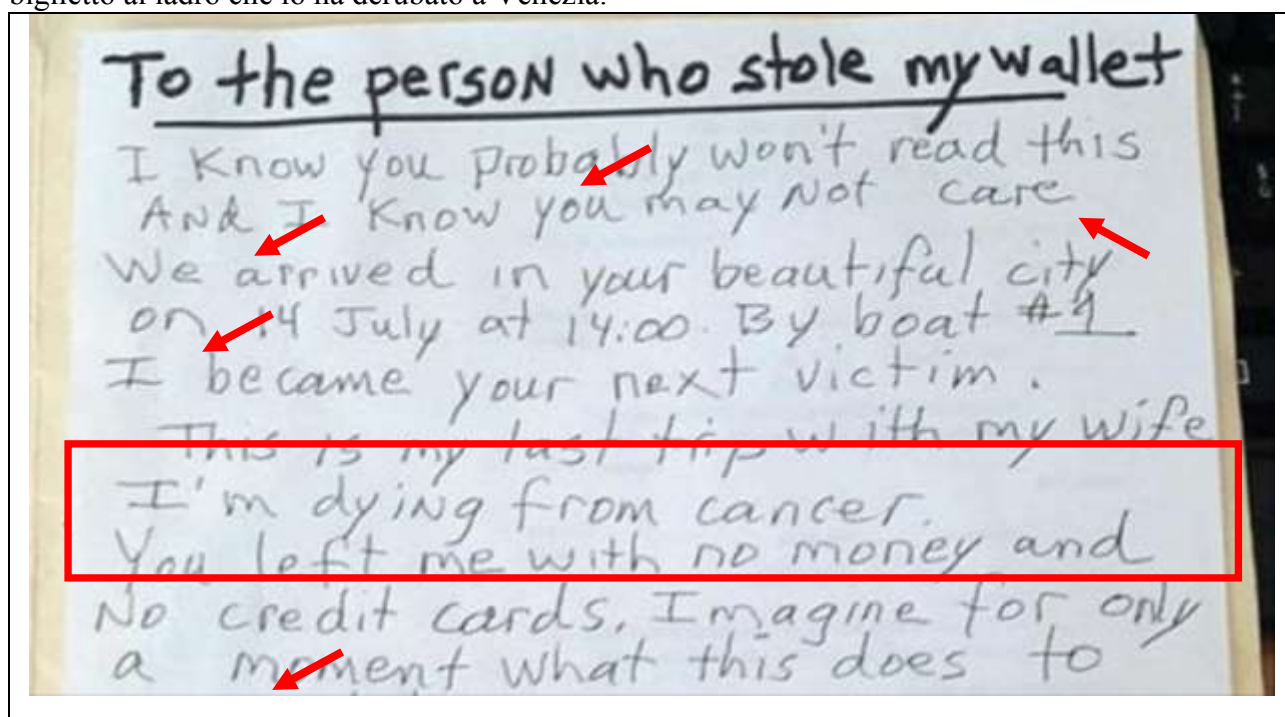 biglietto al ladro che lo ha derubato a Venezia.
To the person who stole my wallet
I Know you probably won't read this
And I Know you may Not care
We arrived in your beautiful city
on 14 July at 14:00. By boat #1
I became your next victim.
This is my last trip with my wife
I'm dying from cancer.
You left me with no money and
No credit cards. Imagine for only
a moment what this does to